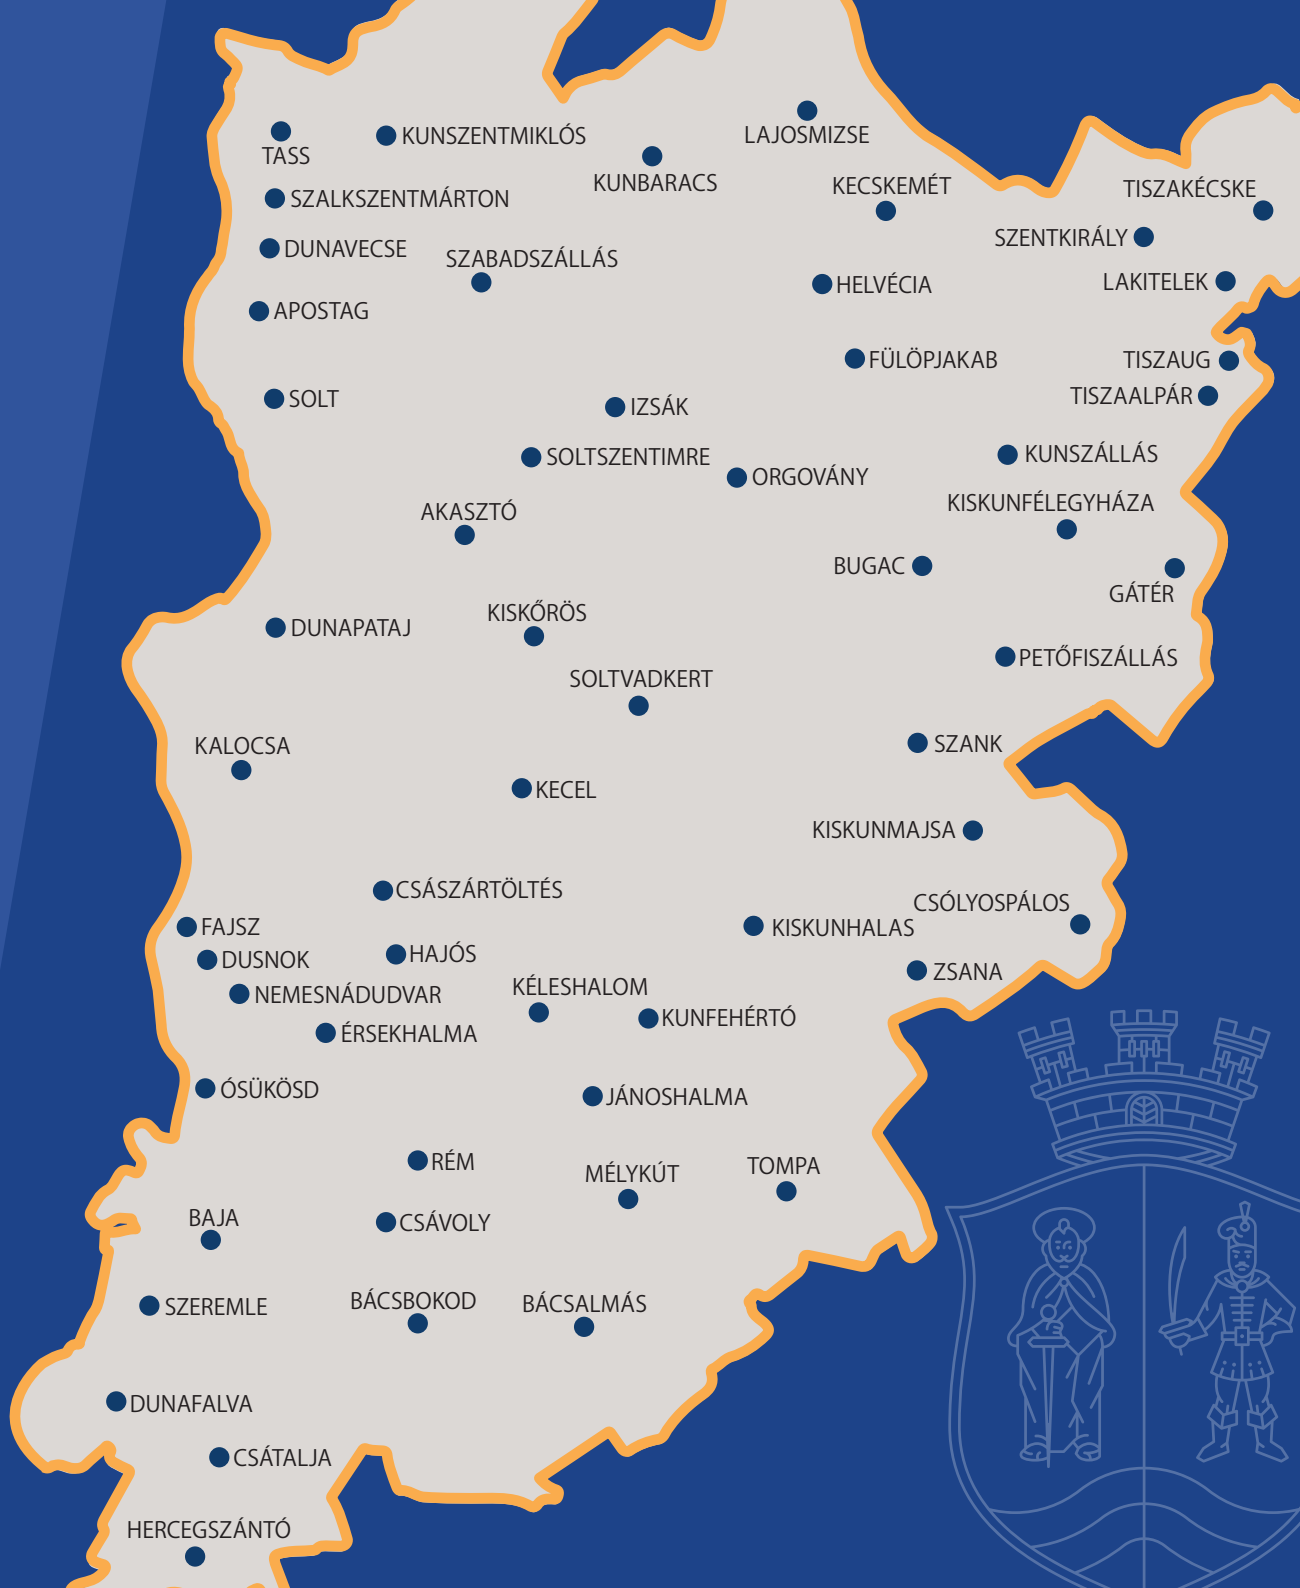 LAJOSMIZSE
KUNSZENTMIKLÓS
TASS
KUNBARACS
KECSKEMÉT
TISZAKÉCSKE
SZALKSZENTMÁRTON
SZENTKIRÁLY
DUNAVECSE
SZABADSZÁLLÁS
LAKITELEK
HELVÉCIA
APOSTAG
FÜLÖPJAKAB
TISZAUG
TISZAALPÁR
SOLT
IZSÁK
KUNSZÁLLÁS
SOLTSZENTIMRE
ORGOVÁNY
KISKUNFÉLEGYHÁZA
AKASZTÓ
BUGAC
GÁTÉR
KISKŐRÖS
DUNAPATAJ
PETŐFISZÁLLÁS
SOLTVADKERT
SZANK
KALOCSA
KECEL
KISKUNMAJSA
CSÁSZÁRTÖLTÉS
CSÓLYOSPÁLOS
FAJSZ
KISKUNHALAS
HAJÓS
DUSNOK
ZSANA
KÉLESHALOM
NEMESNÁDUDVAR
KUNFEHÉRTÓ
ÉRSEKHALMA
ÓSÜKÖSD
JÁNOSHALMA
RÉM
TOMPA
MÉLYKÚT
BAJA
CSÁVOLY
BÁCSBOKOD
BÁCSALMÁS
SZEREMLE
DUNAFALVA
CSÁTALJA
HERCEGSZÁNTÓ